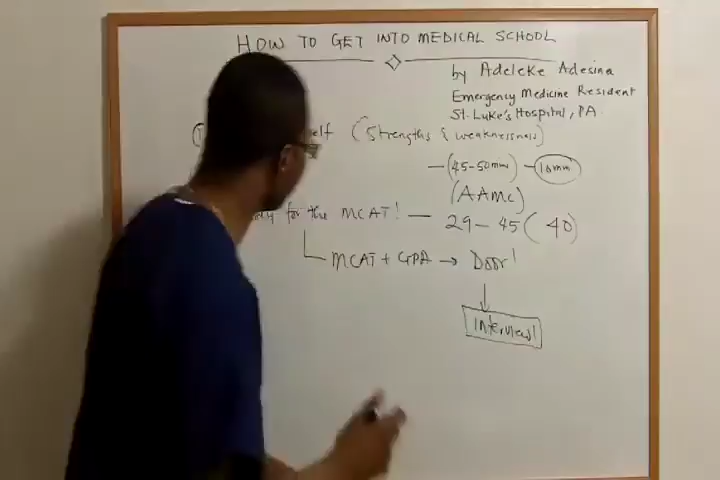 HOW TO GET INTO MEDICAL SCHOOL
by Adeleke Adesina
Emergency Medicine Resident
St. Luke's Hospital, PA
self (Strengths & weaknesses)
— (45-50mm) — 10mm
(AAMC)
for the MCAT! — 29 - 45 ( 40)
MCAT + GPA → Door!
Interview!